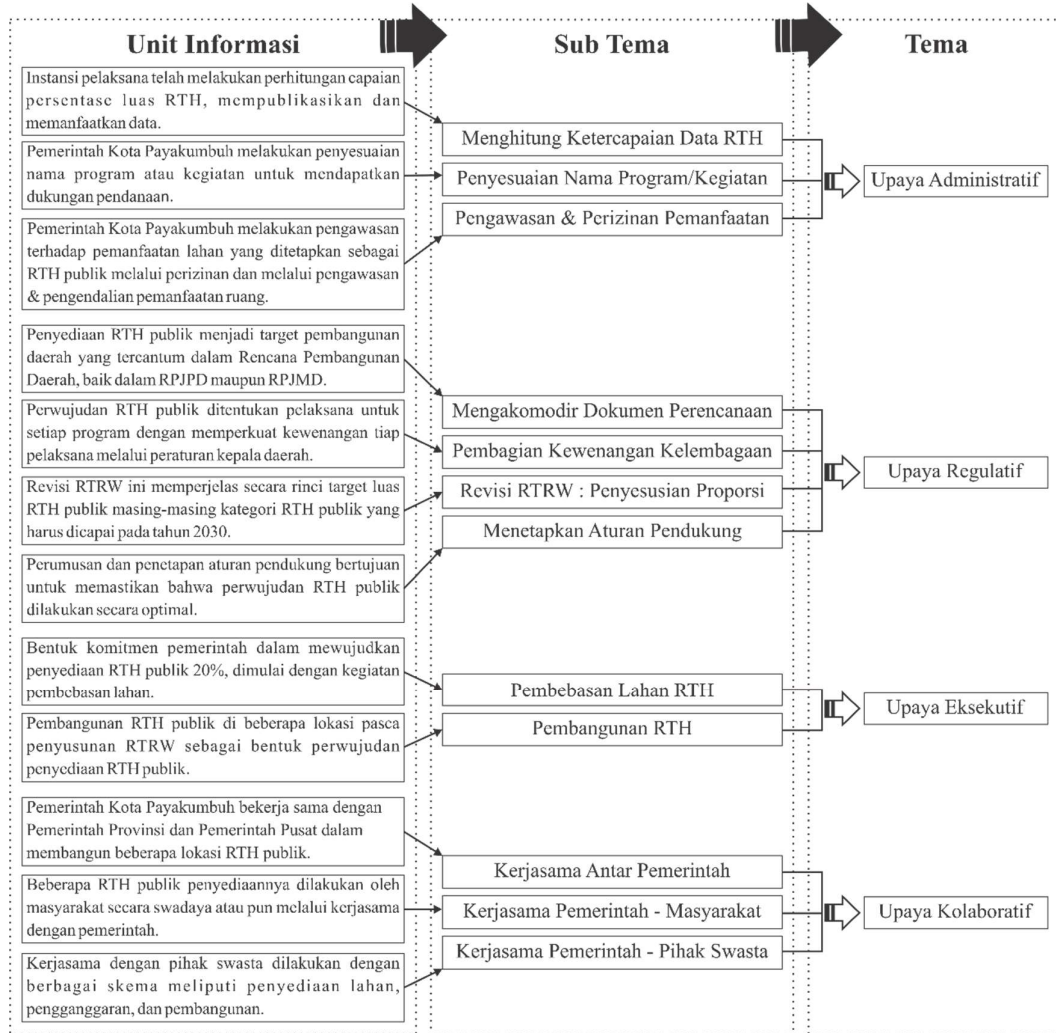 Unit Informasi
Sub Tema
Tema
Instansi pelaksana telah melakukan perhitungan capaian
persentase luas RTH, mempublikasikan dan
memanfaatkan data.
Pemerintah Kota Payakumbuh melakukan penyesuaian
nama program atau kegiatan untuk mendapatkan
dukungan pendanaan.
Pemerintah Kota Payakumbuh melakukan pengawasan
terhadap pemanfaatan lahan yang ditetapkan sebagai
RTH publik melalui perizinan dan melalui pengawasan
& pengendalian pemanfaatan ruang.
Menghitung Ketercapaian Data RTH
Penyesuaian Nama Program/Kegiatan
Pengawasan & Perizinan Pemanfaatan
Upaya Administratif
Penyediaan RTH publik menjadi target pembangunan
daerah yang tercantum dalam Rencana Pembangunan
Daerah, baik dalam RPJPD maupun RPJMD.
Perwujudan RTH publik ditentukan pelaksana untuk
setiap program dengan memperkuat kewenangan tiap
pelaksana melalui peraturan kepala daerah.
Revisi RTRW ini memperjelas secara rinci target luas
RTH publik masing-masing kategori RTH publik yang
harus dicapai pada tahun 2030.
Perumusan dan penetapan aturan pendukung bertujuan
untuk memastikan bahwa perwujudan RTH publik
dilakukan secara optimal.
Mengakomodir Dokumen Perencanaan
Pembagian Kewenangan Kelembagaan
Revisi RTRW : Penyesusian Proporsi
Menetapkan Aturan Pendukung
Upaya Regulatif
Bentuk komitmen pemerintah dalam mewujudkan
penyediaan RTH publik 20%, dimulai dengan kegiatan
pembebasan lahan.
Pembangunan RTH publik di beberapa lokasi pasca
penyusunan RTRW sebagai bentuk perwujudan
penyediaan RTH publik.
Pembebasan Lahan RTH
Pembangunan RTH
Upaya Eksekutif
Pemerintah Kota Payakumbuh bekerja sama dengan
Pemerintah Provinsi dan Pemerintah Pusat dalam
membangun beberapa lokasi RTH publik.
Beberapa RTH publik penyediaannya dilakukan oleh
masyarakat secara swadaya atau pun melalui kerjasama
dengan pemerintah.
Kerjasama dengan pihak swasta dilakukan dengan
berbagai skema meliputi penyediaan lahan,
pengganggaran, dan pembangunan.
Kerjasama Antar Pemerintah
Kerjasama Pemerintah - Masyarakat
Kerjasama Pemerintah - Pihak Swasta
Upaya Kolaboratif